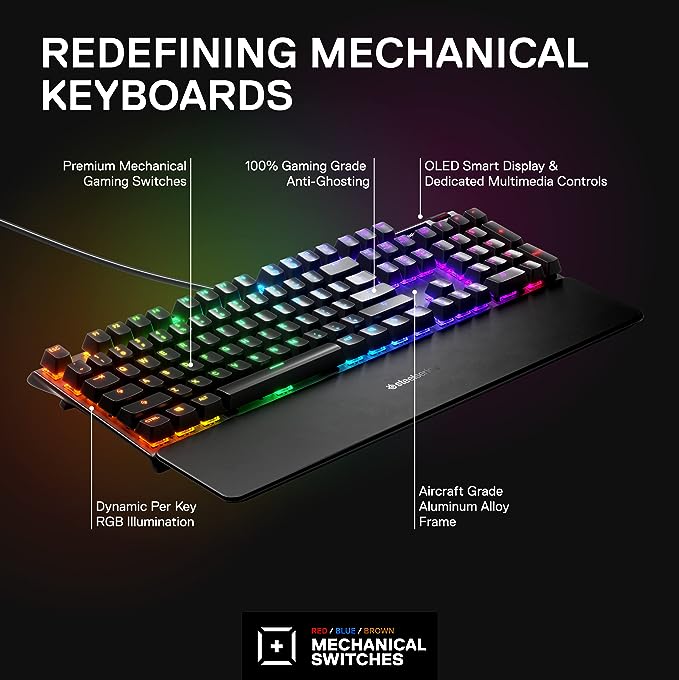 REDEFINING MECHANICAL
KEYBOARDS
Premium Mechanical
Gaming Switches
100% Gaming Grade
Anti-Ghosting
OLED Smart Display &
Dedicated Multimedia Controls
steelseries
Dynamic Per Key
RGB Illumination
Aircraft Grade
Aluminum Alloy
Frame
RED / BLUE / BROWN
MECHANICAL
SWITCHES